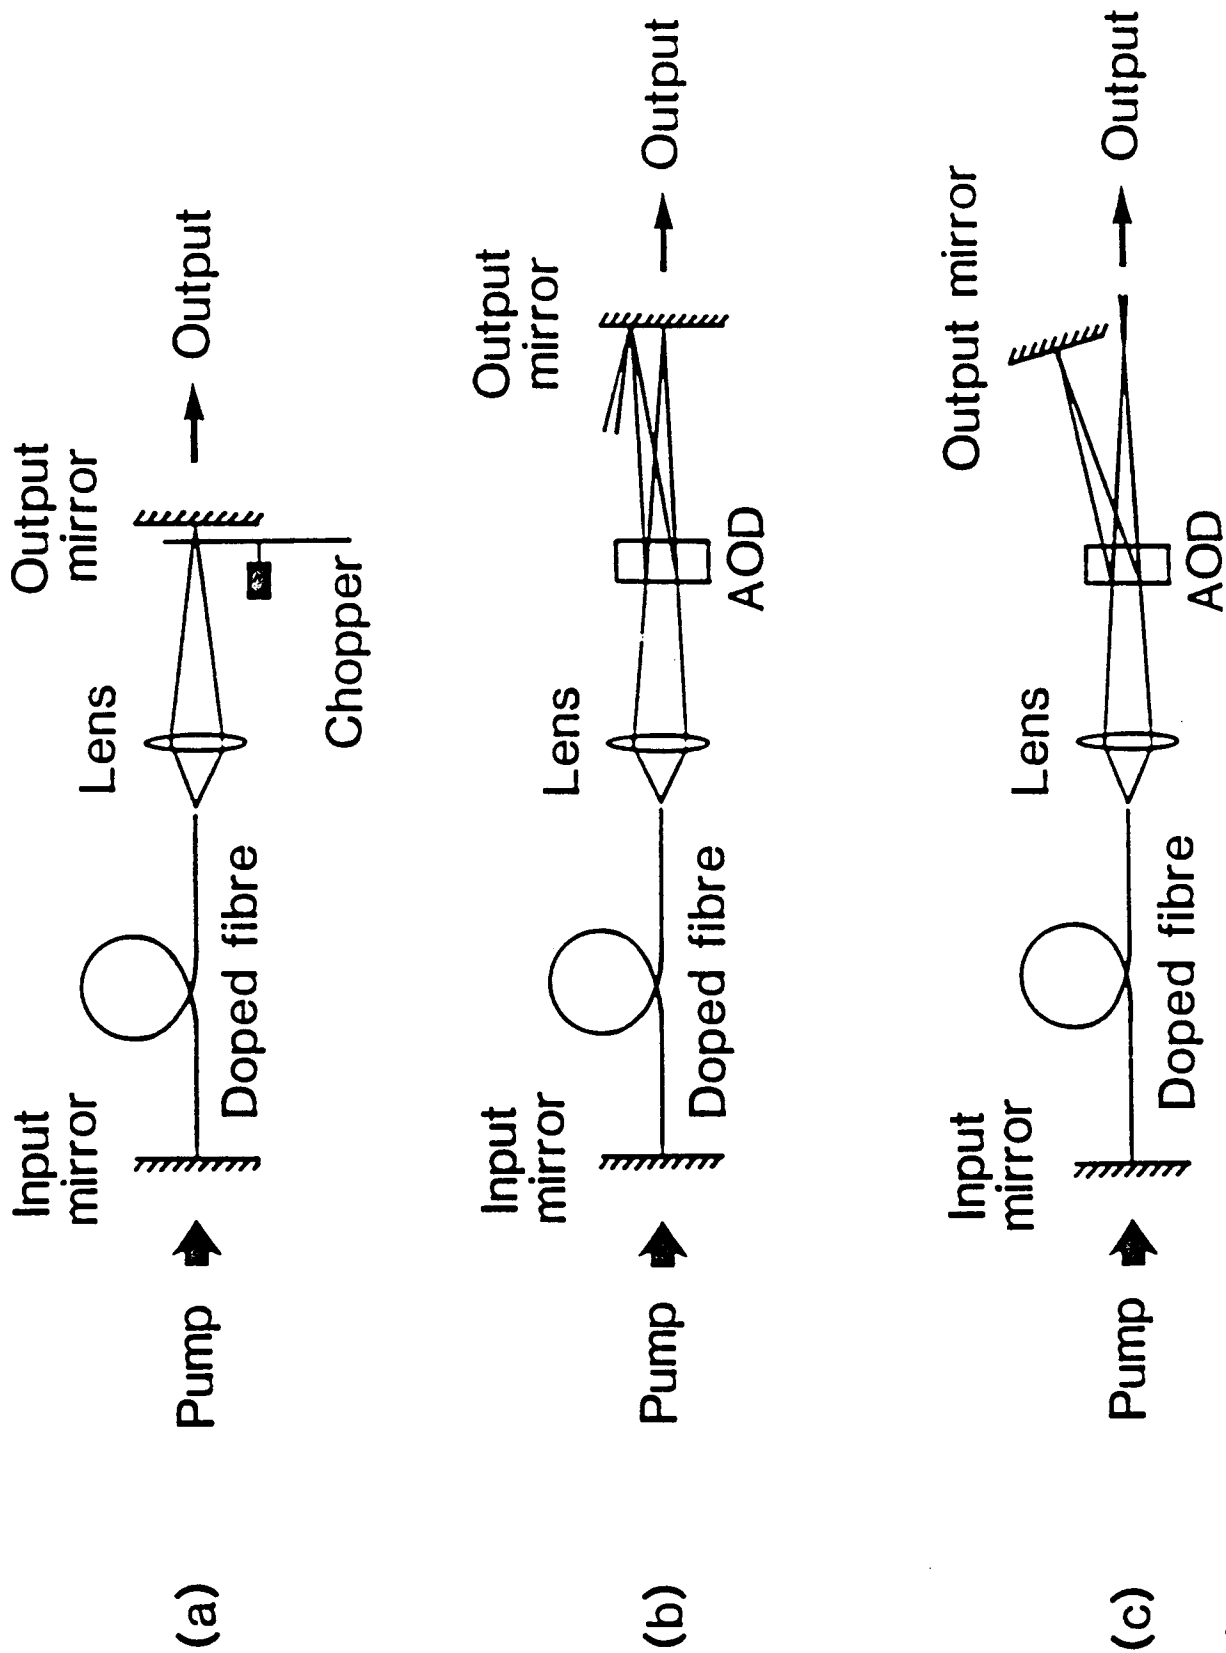 (a)
Pump
Input
mirror
Doped fibre
Lens
Chopper
Output
mirror
Output
(b)
Pump
Input
mirror
Doped fibre
Lens
AOD
Output
mirror
Output
(c)
Pump
Input
mirror
Doped fibre
Lens
AOD
Output mirror
Output